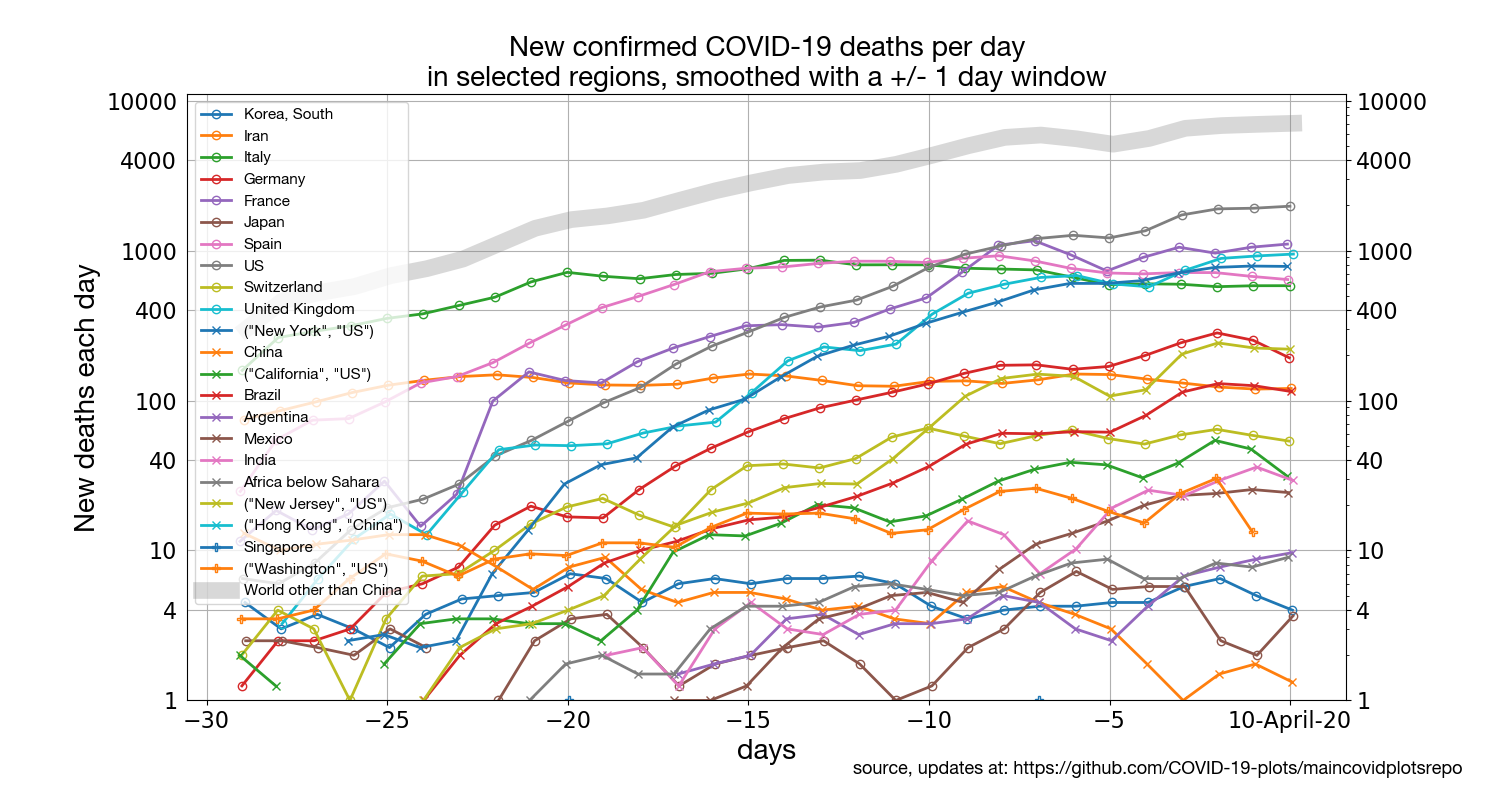 New confirmed COVID-19 deaths per day
in selected regions, smoothed with a +/- 1 day window
10000
4000
1000
400
100
40
10
4
1
New deaths each day
Korea, South
Iran
Italy
Germany
France
Japan
Spain
US
Switzerland
United Kingdom
("New York", "US")
China
("California", "US")
Brazil
Argentina
Mexico
India
Africa below Sahara
("New Jersey", "US")
("Hong Kong", "China")
Singapore
("Washington", "US")
World other than China
10000
4000
1000
400
100
40
10
4
1
−30 −25 −20 −15 −10 −5 10-April-20
days
source, updates at: https://github.com/COVID-19-plots/maincovidplotsrepo